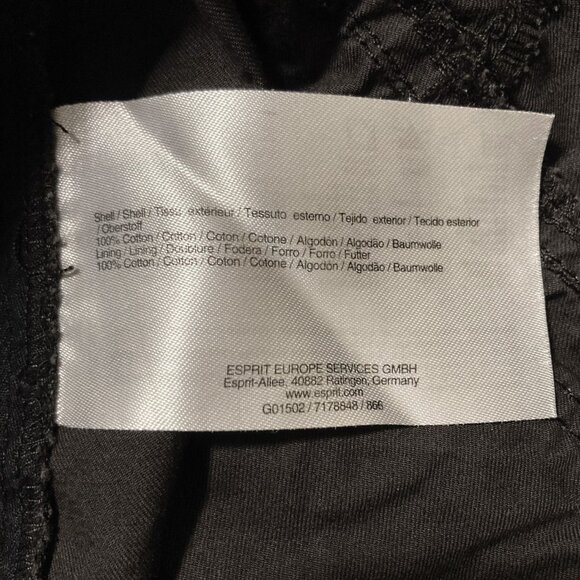 Shell / Shell / Tissu extérieur / Tessuto esterno / Tejido exterior / Tecido esterior
/ Oberstoff
100% Cotton / Cotton / Coton / Cotone / Algodón / Algodão / Baumwolle
Lining / Lining / Doublure / Fodera / Forro / Forro / Futter
100% Cotton / Cotton / Coton / Cotone / Algodón / Algodão / Baumwolle
ESPRIT EUROPE SERVICES GMBH
Esprit-Allee, 40882 Ratingen, Germany
www.esprit.com
G01502 / 7178848 / 866